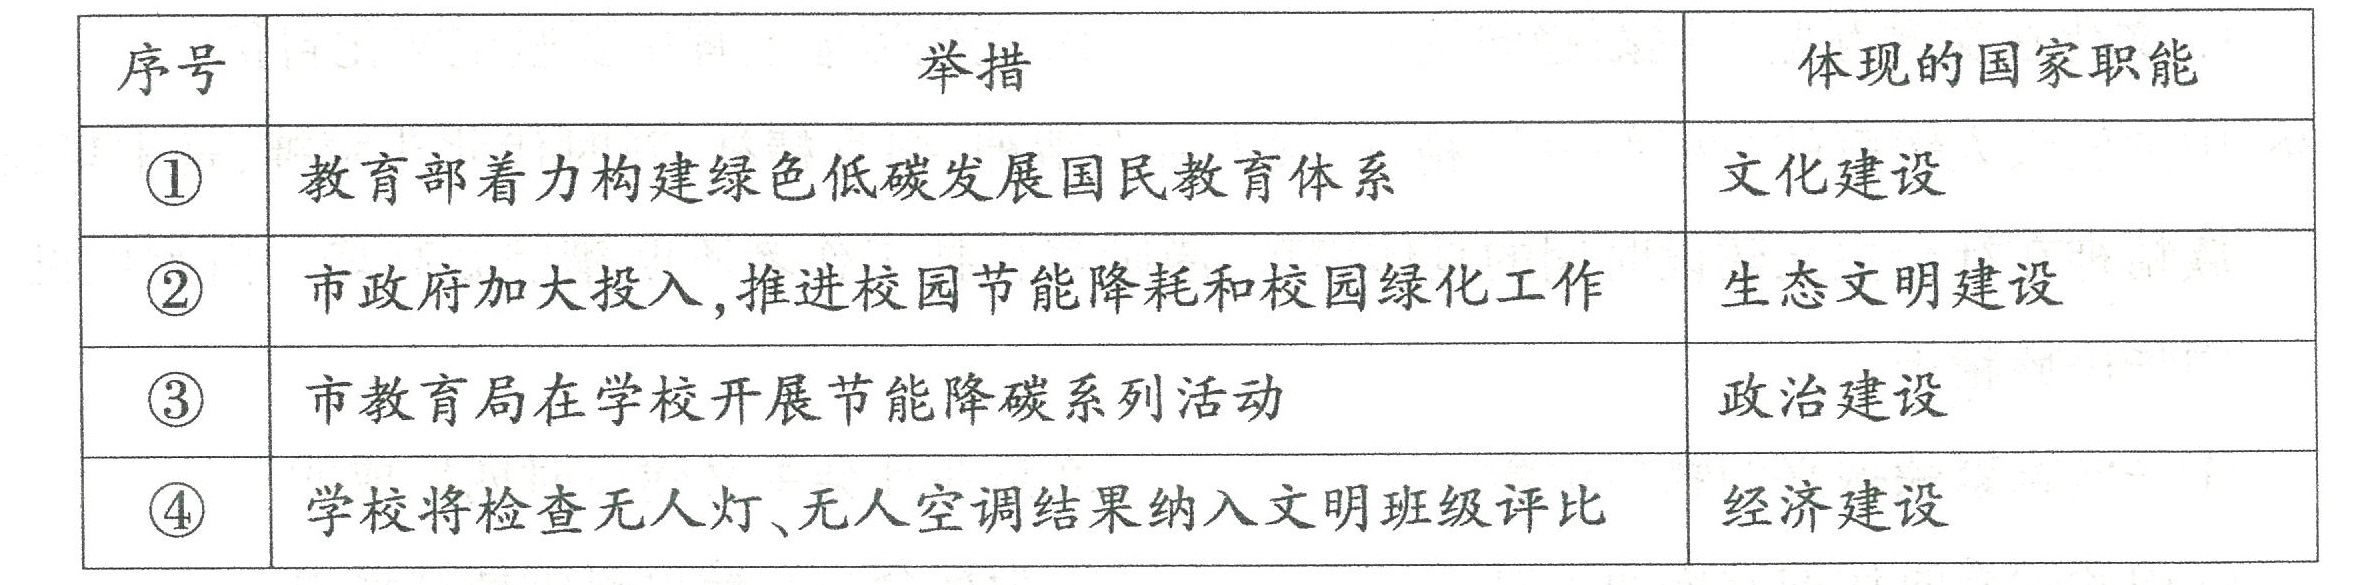 序号 举措 体现的国家职能
① 教育部着力构建绿色低碳发展国民教育体系 文化建设
② 市政府加大投入,推进校园节能降耗和校园绿化工作 生态文明建设
③ 市教育局在学校开展节能降碳系列活动 政治建设
④ 学校将检查无人灯、无人空调结果纳入文明班级评比 经济建设